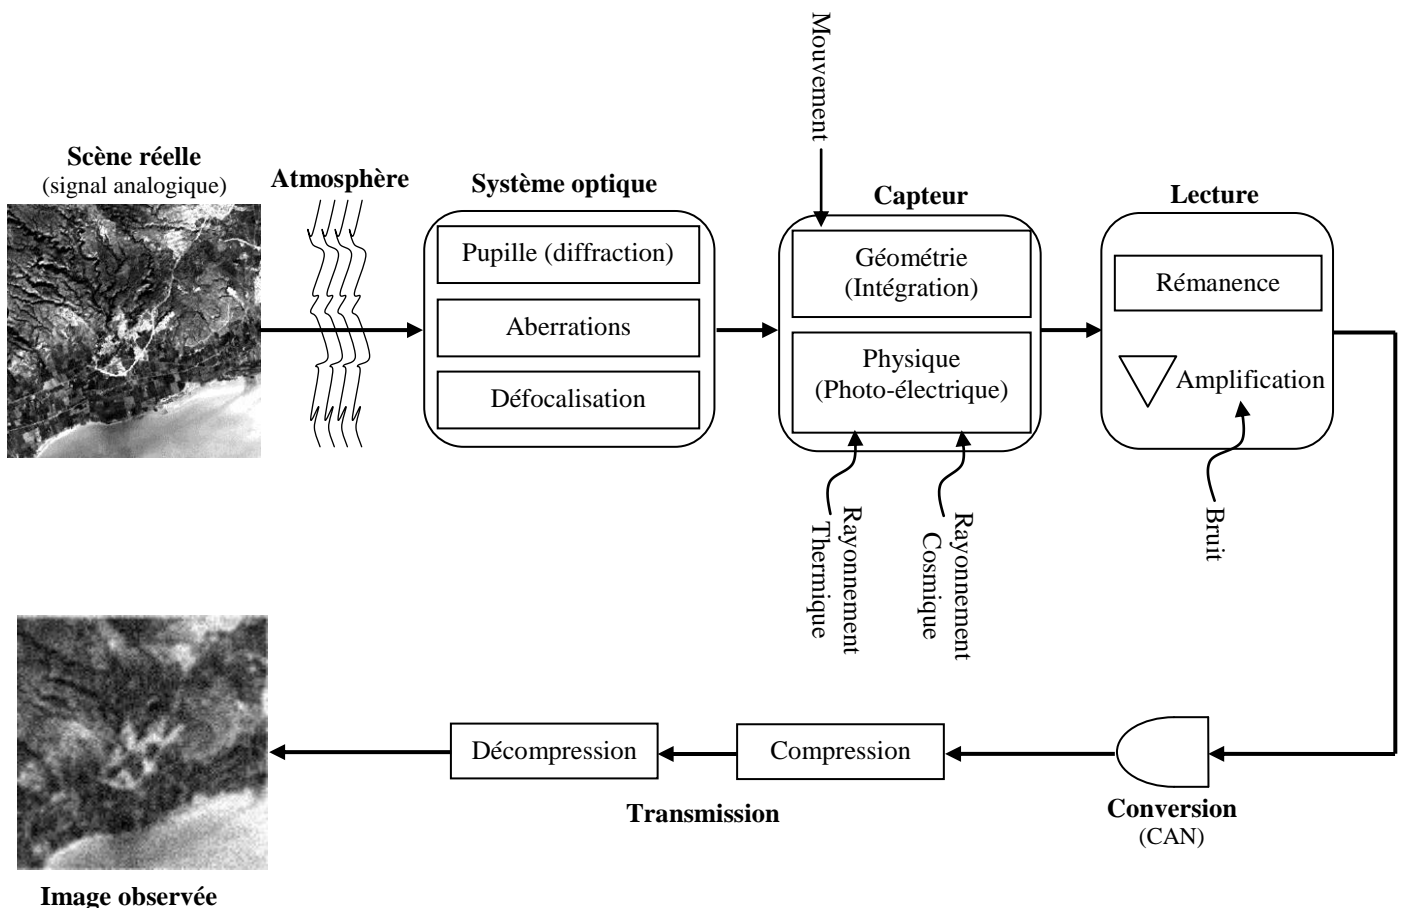 Mouvement
Scène réelle
(signal analogique)
Atmosphère
Système optique
Capteur
Lecture
Pupille (diffraction)
Aberrations
Défocalisation
Géométrie
(Intégration)
Physique
(Photo-électrique)
Rémanence
Amplification
Rayonnement
Thermique
Rayonnement
Cosmique
Bruit
Décompression
Compression
Transmission
Conversion
(CAN)
Image observée